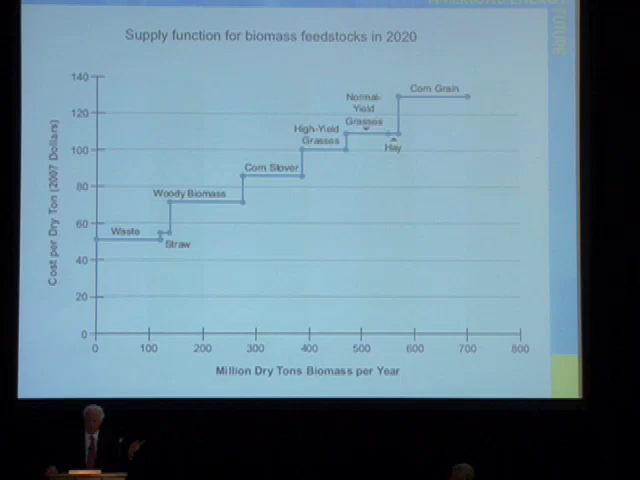 FUTURE
Supply function for biomass feedstocks in 2020
Cost per Dry Ton (2007 Dollars)
140
120
100
80
60
40
20
0
Waste
Straw
Woody Biomass
Corn Stover
High-Yield
Grasses
Normal-
Yield
Grasses
Hay
Corn Grain
0 100 200 300 400 500 600 700 800
Million Dry Tons Biomass per Year